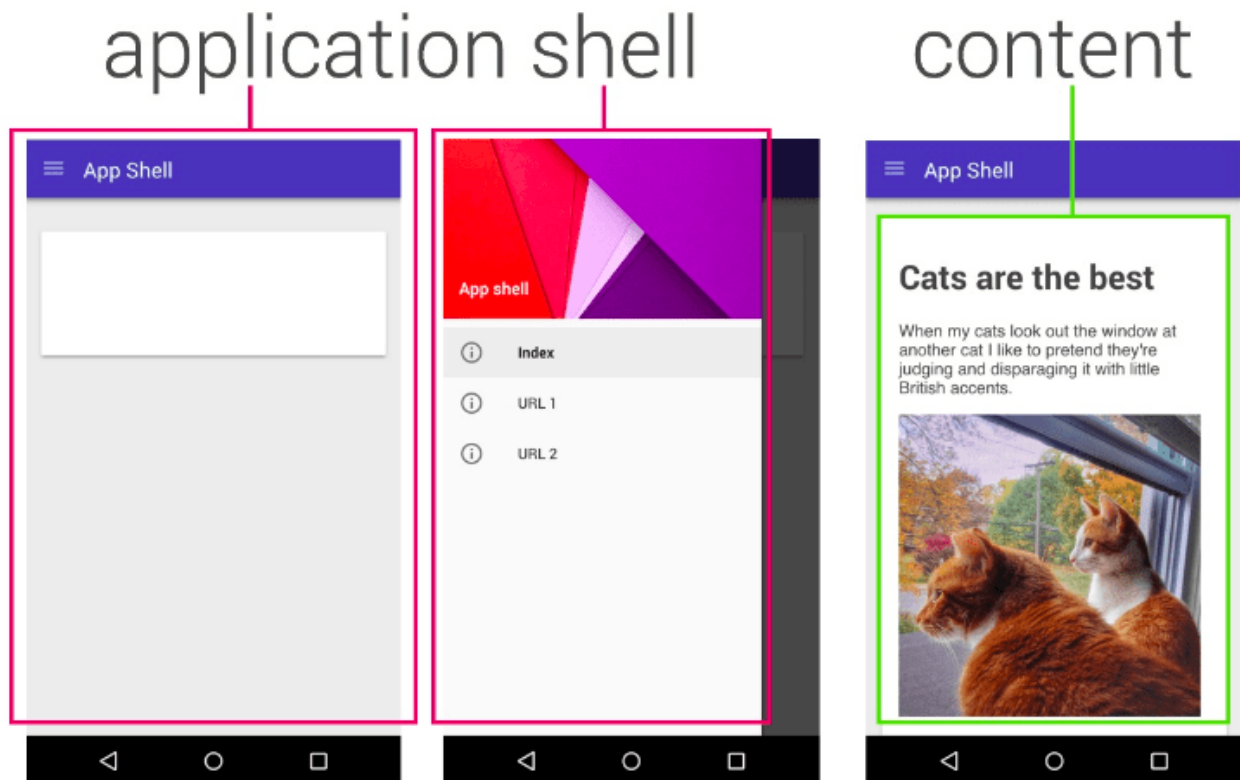 application shell
content
App Shell
App shell
Index
URL 1
URL 2
App Shell
Cats are the best
When my cats look out the window at
another cat I like to pretend they're
judging and disparaging it with little
British accents.